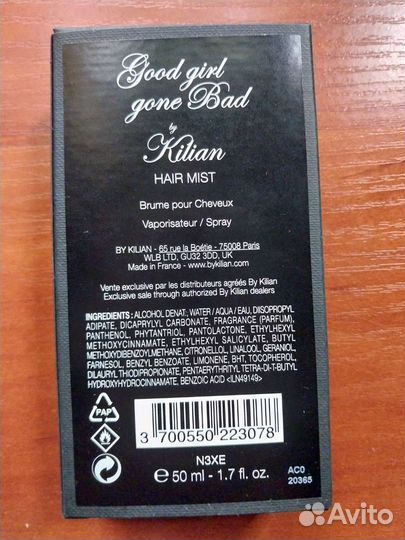 Good girl
gone Bad
by
Kilian
HAIR MIST
Brume pour Cheveux
Vaporisateur / Spray
BY KILIAN - 65 rue la Boétie - 75008 Paris
WLB LTD, GU32 3DD, UK
Made in France - www.bykilian.com
Vente exclusive par les distributeurs agréés By Kilian
Exclusive sale through authorized By Kilian dealers
INGREDIENTS: ALCOHOL DENAT., WATER / AQUA / EAU, DIISOPROPYL
ADIPATE, DICAPRYLYL CARBONATE, FRAGRANCE (PARFUM),
PANTHENOL, PHYTANTRIOL, PANTOLACTONE, ETHYLHEXYL
METHOXYCINNAMATE, ETHYLHEXYL SALICYLATE, BUTYL
METHOXYDIBENZOYLMETHANE, CITRONELLOL, LINALOOL, GERANIOL,
FARNESOL, BENZYL BENZOATE, LIMONENE, BHT, TOCOPHEROL,
DILAURYL THIODIPROPIONATE, PENTAERYTHRITYL TETRA-DI-T-BUTYL
HYDROXYHYDROCINNAMATE, BENZOIC ACID <ILN49149>
PAP
3 700550 223078
N3XE
e 50 ml - 1.7 fl. oz.
AC0
20365
Avito